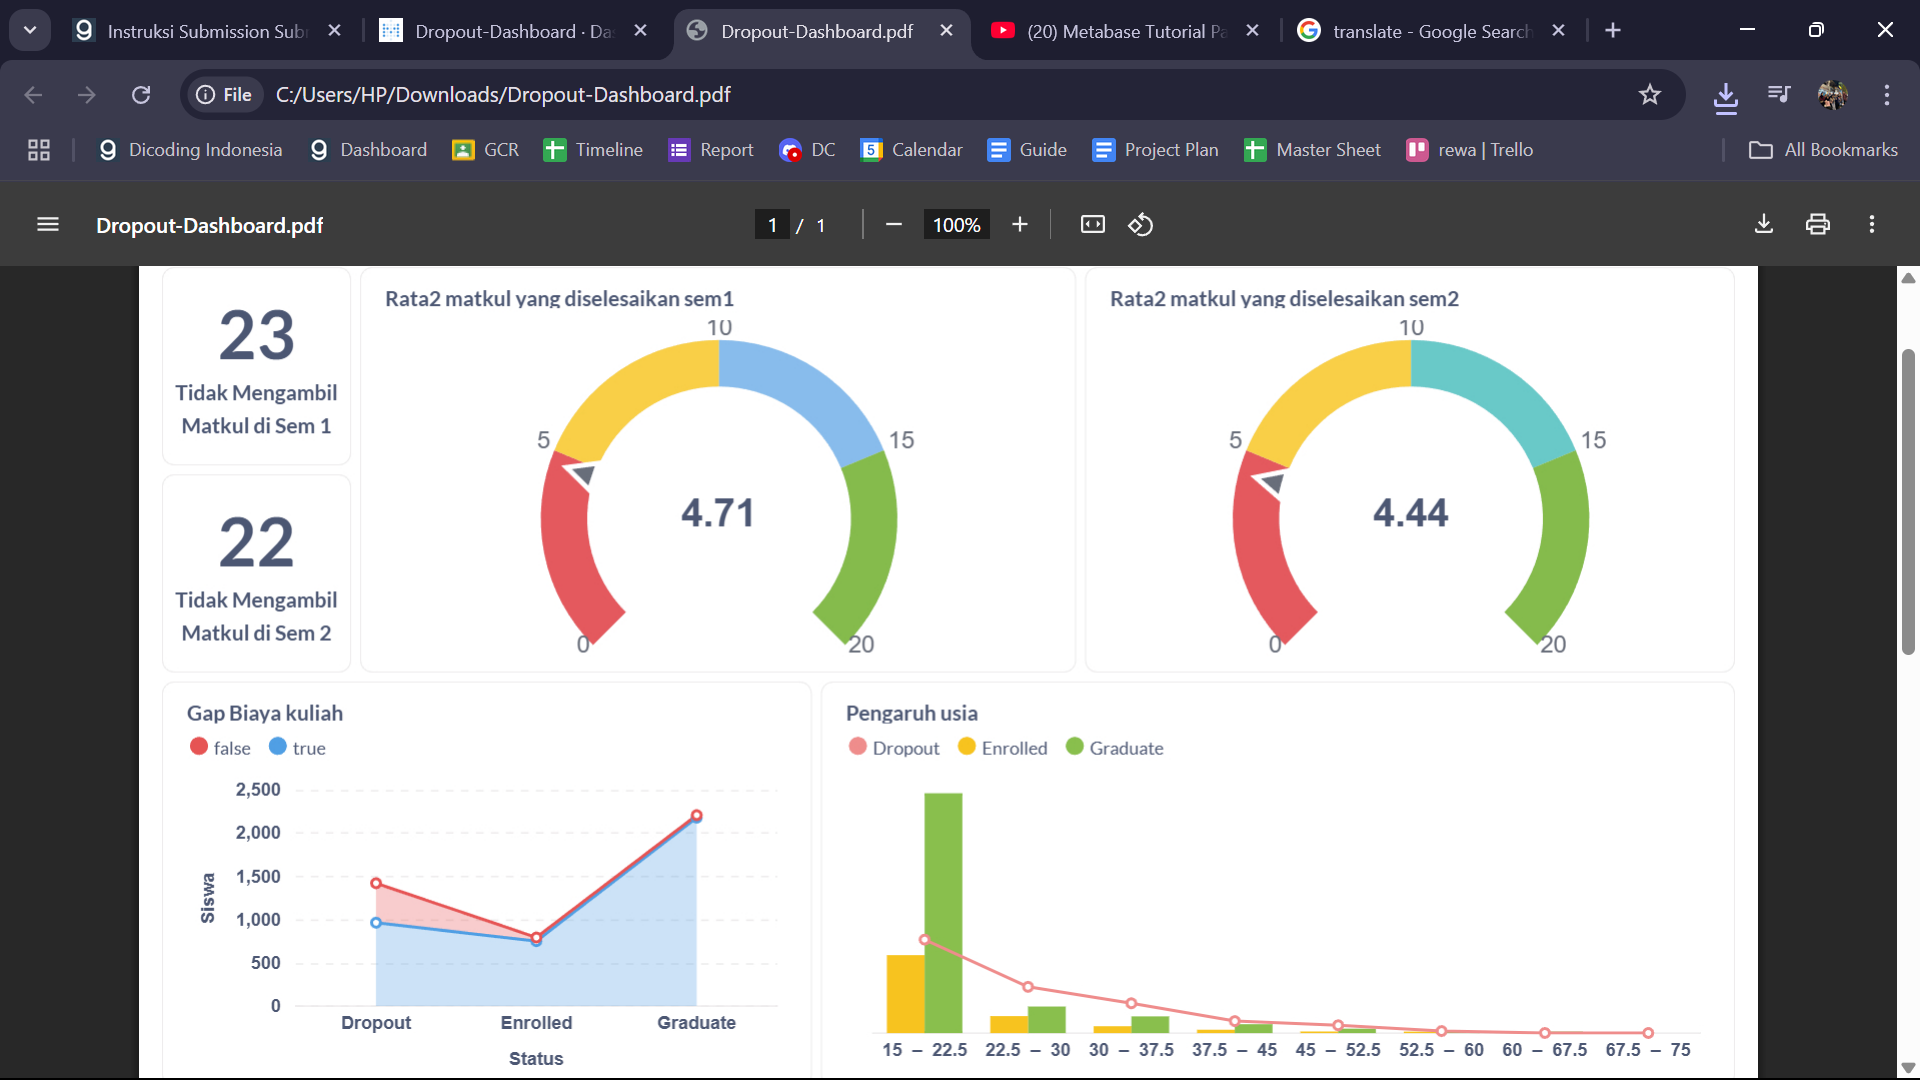 Instruksi Submission Sub
Dropout-Dashboard · Da
Dropout-Dashboard.pdf
(20) Metabase Tutorial Pa
translate - Google Search
File
C:/Users/HP/Downloads/Dropout-Dashboard.pdf
Dicoding Indonesia
Dashboard
GCR
Timeline
Report
DC
5
Calendar
Guide
Project Plan
Master Sheet
rewa | Trello
All Bookmarks
Dropout-Dashboard.pdf
1 / 1
100%
23
Tidak Mengambil
Matkul di Sem 1
22
Tidak Mengambil
Matkul di Sem 2
Rata2 matkul yang diselesaikan sem1
10
5
15
4.71
0
20
Rata2 matkul yang diselesaikan sem2
10
5
15
4.44
0
20
Gap Biaya kuliah
false true
2,500
2,000
1,500
1,000
500
0
Siswa
Dropout Enrolled Graduate
Status
Pengaruh usia
Dropout Enrolled Graduate
15 – 22.5 22.5 – 30 30 – 37.5 37.5 – 45 45 – 52.5 52.5 – 60 60 – 67.5 67.5 – 75